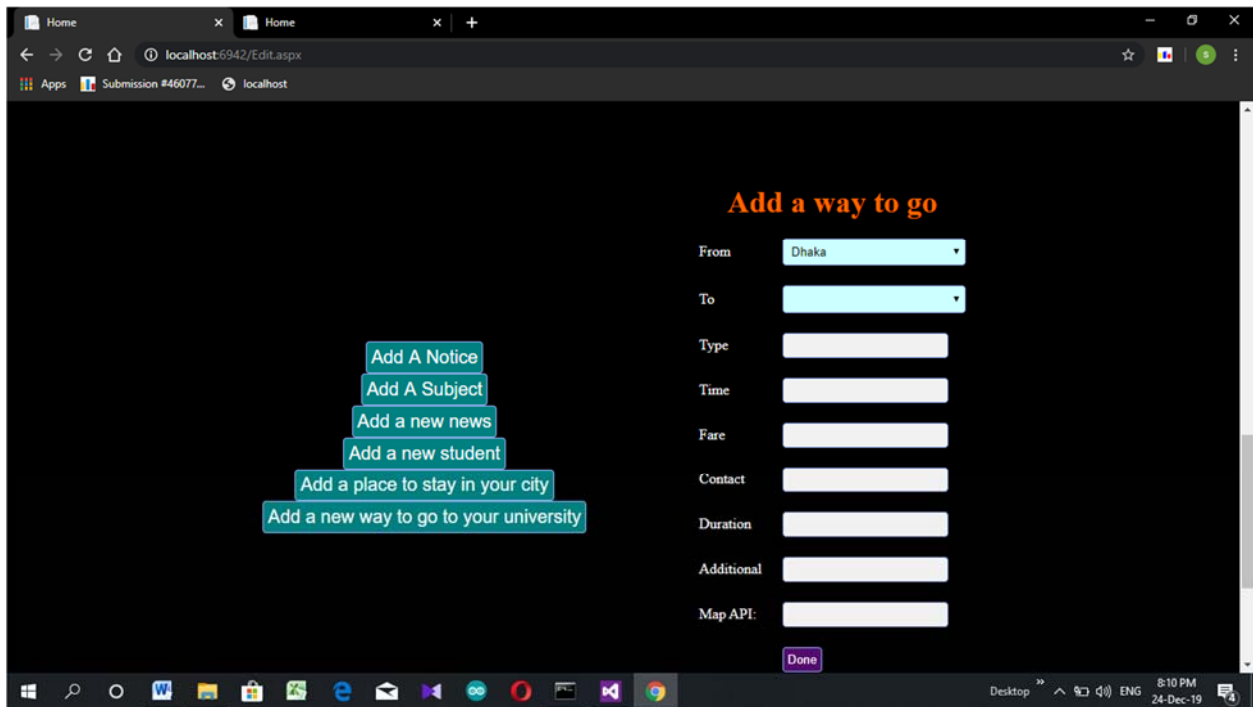 Home
Home
localhost:6942/Edit.aspx
S
Apps
Submission #46077...
localhost
Add a way to go
From
Dhaka
To
Type
Time
Fare
Contact
Duration
Additional
Map API:
Done
Add A Notice
Add A Subject
Add a new news
Add a new student
Add a place to stay in your city
Add a new way to go to your university
Desktop
ENG
8:10 PM
24-Dec-19
4